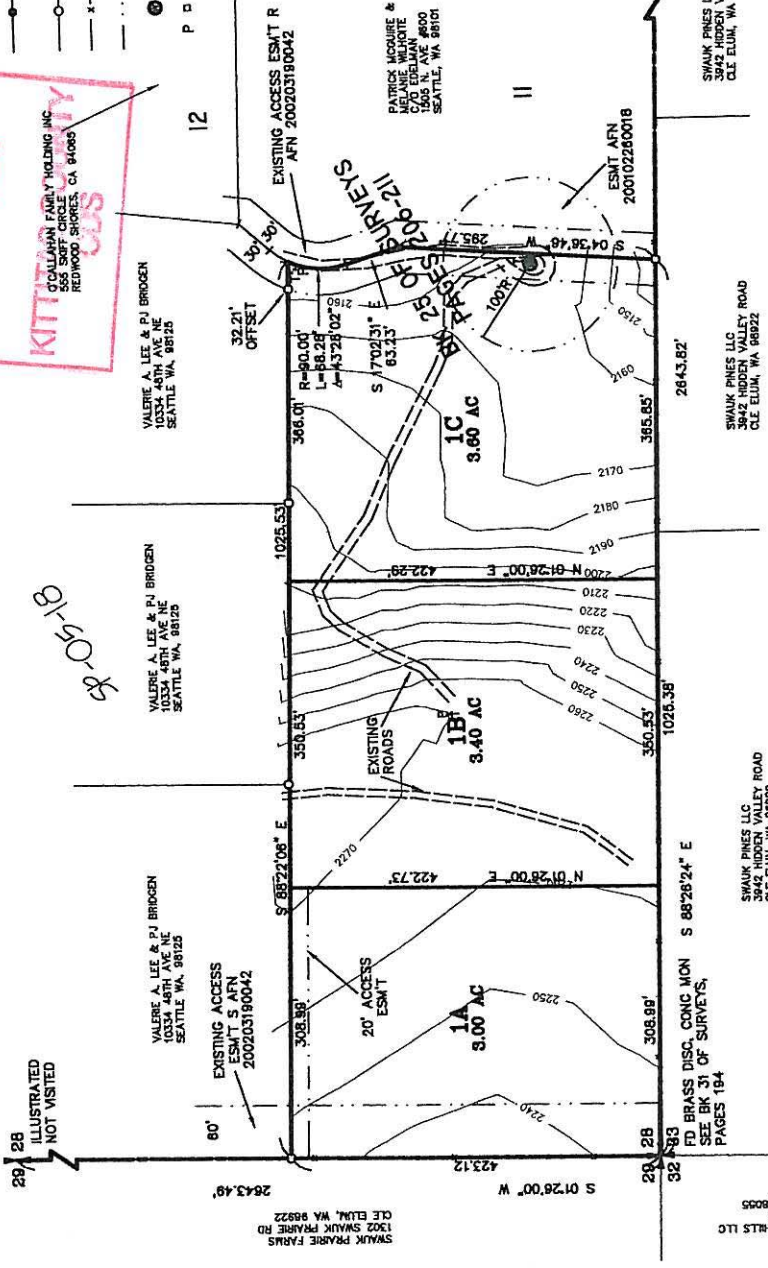 29 28
ILLUSTRATED
NOT VISITED
SP-05-18
KITTITAS COUNTY
CDS
O'CALLAHAN FAMILY HOLDING INC
555 SKIFF CIRCLE
REDWOOD SHORES, CA 94065
P
12
VALERIE A. LEE & PJ BRIDGEN
10334 48TH AVE NE
SEATTLE WA, 98125
VALERIE A. LEE & PJ BRIDGEN
10334 48TH AVE NE
SEATTLE WA, 98125
VALERIE A. LEE & PJ BRIDGEN
10334 48TH AVE NE
SEATTLE WA, 98125
EXISTING ACCESS ESM'T R
AFN 200203190042
PATRICK MCGUIRE &
MELANIE WILHOITE
C/O EDELMAN
1505 N. AVE #600
SEATTLE, WA 98101
11
ESMT AFN
200102260018
EXISTING ACCESS
ESM'T S AFN
200203190042
60'
20' ACCESS
ESM'T
30' 30'
32.21'
OFFSET
R=90.00'
L=68.28'
Δ=43°28'02"
S 17°02'31" E
63.23'
BK 25 OF SURVEYS
PAGES 206-211
100'R
S 04°36'46" W
295.77'
2643.49'
S 88°22'06" E
1025.53'
308.99'
350.53'
366.01'
EXISTING
ROADS
1A
3.00 AC
1B
3.40 AC
1C
3.60 AC
423.12
S 01°26'00" W
422.73'
N 01°26'00" E
422.29'
N 01°26'00" E
2240
2250
2270
2260
2250
2240
2230
2220
2210
2200
2190
2180
2170
2160
2150
2160
308.99'
350.53'
365.85'
S 88°26'24" E
1025.38'
2643.82'
29 28
32 33
FD BRASS DISC, CONC MON
SEE BK 31 OF SURVEYS,
PAGES 194
SWAUK PRAIRIE FARMS
1302 SWAUK PRAIRIE RD
CLE ELUM, WA 98922
SWAUK PINES LLC
3942 HIDDEN VALLEY ROAD
SWAUK PINES LLC
3942 HIDDEN VALLEY ROAD
CLE ELUM, WA 98922
SWAUK PINES
3942 HIDDEN
CLE ELUM, WA
LLC